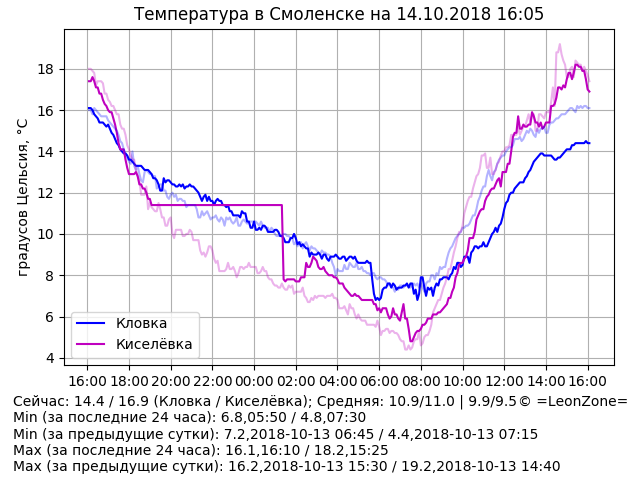 Температура в Смоленске на 14.10.2018 16:05
градусов Цельсия, °C
18
16
14
12
10
8
6
4
Кловка
Киселёвка
16:00 18:00 20:00 22:00 00:00 02:00 04:00 06:00 08:00 10:00 12:00 14:00 16:00
Сейчас: 14.4 / 16.9 (Кловка / Киселёвка); Средняя: 10.9/11.0 | 9.9/9.5© =LeonZone=
Min (за последние 24 часа): 6.8,05:50 / 4.8,07:30
Min (за предыдущие сутки): 7.2,2018-10-13 06:45 / 4.4,2018-10-13 07:15
Max (за последние 24 часа): 16.1,16:10 / 18.2,15:25
Max (за предыдущие сутки): 16.2,2018-10-13 15:30 / 19.2,2018-10-13 14:40